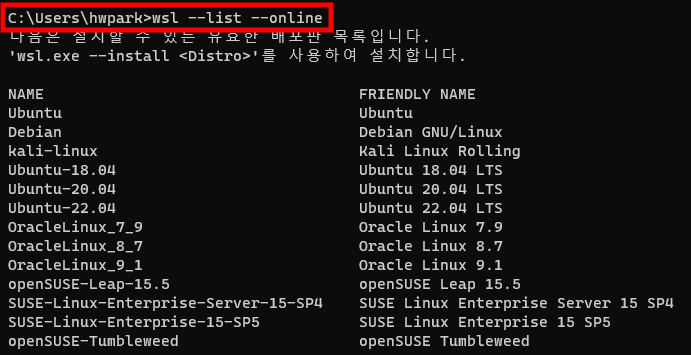 C:\Users\hwpark>wsl --list --online
다음은 설치할 수 있는 유효한 배포판 목록입니다.
'wsl.exe --install <Distro>'를 사용하여 설치합니다.
NAME FRIENDLY NAME
Ubuntu Ubuntu
Debian Debian GNU/Linux
kali-linux Kali Linux Rolling
Ubuntu-18.04 Ubuntu 18.04 LTS
Ubuntu-20.04 Ubuntu 20.04 LTS
Ubuntu-22.04 Ubuntu 22.04 LTS
OracleLinux_7_9 Oracle Linux 7.9
OracleLinux_8_7 Oracle Linux 8.7
OracleLinux_9_1 Oracle Linux 9.1
openSUSE-Leap-15.5 openSUSE Leap 15.5
SUSE-Linux-Enterprise-Server-15-SP4 SUSE Linux Enterprise Server 15 SP4
SUSE-Linux-Enterprise-15-SP5 SUSE Linux Enterprise 15 SP5
openSUSE-Tumbleweed openSUSE Tumbleweed